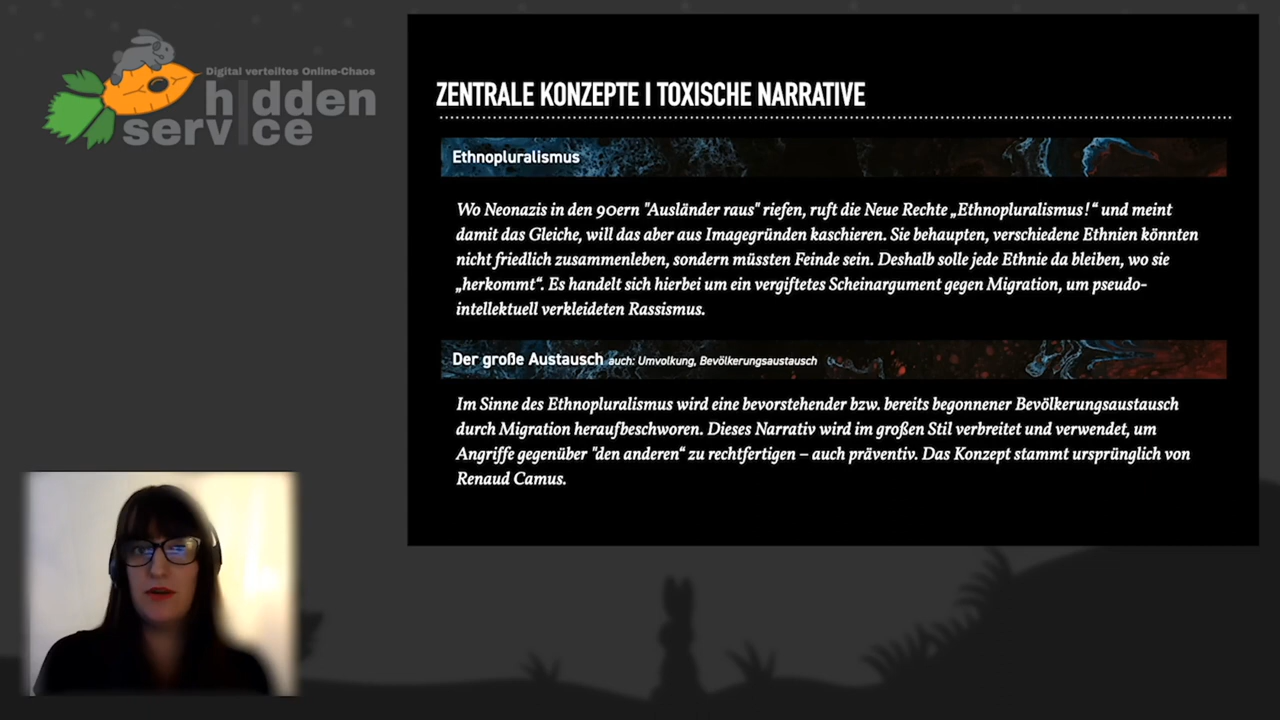 Digital verteiltes Online-Chaos
h|dden
serv|ce
ZENTRALE KONZEPTE I TOXISCHE NARRATIVE
Ethnopluralismus
Wo Neonazis in den 90ern "Ausländer raus" riefen, ruft die Neue Rechte „Ethnopluralismus!“ und meint
damit das Gleiche, will das aber aus Imagegründen kaschieren. Sie behaupten, verschiedene Ethnien könnten
nicht friedlich zusammenleben, sondern müssten Feinde sein. Deshalb solle jede Ethnie da bleiben, wo sie
„herkommt“. Es handelt sich hierbei um ein vergiftetes Scheinargument gegen Migration, um pseudo-
intellektuell verkleideten Rassismus.
Der große Austausch auch: Umvolkung, Bevölkerungsaustausch
Im Sinne des Ethnopluralismus wird eine bevorstehender bzw. bereits begonnener Bevölkerungsaustausch
durch Migration heraufbeschworen. Dieses Narrativ wird im großen Stil verbreitet und verwendet, um
Angriffe gegenüber "den anderen“ zu rechtfertigen – auch präventiv. Das Konzept stammt ursprünglich von
Renaud Camus.